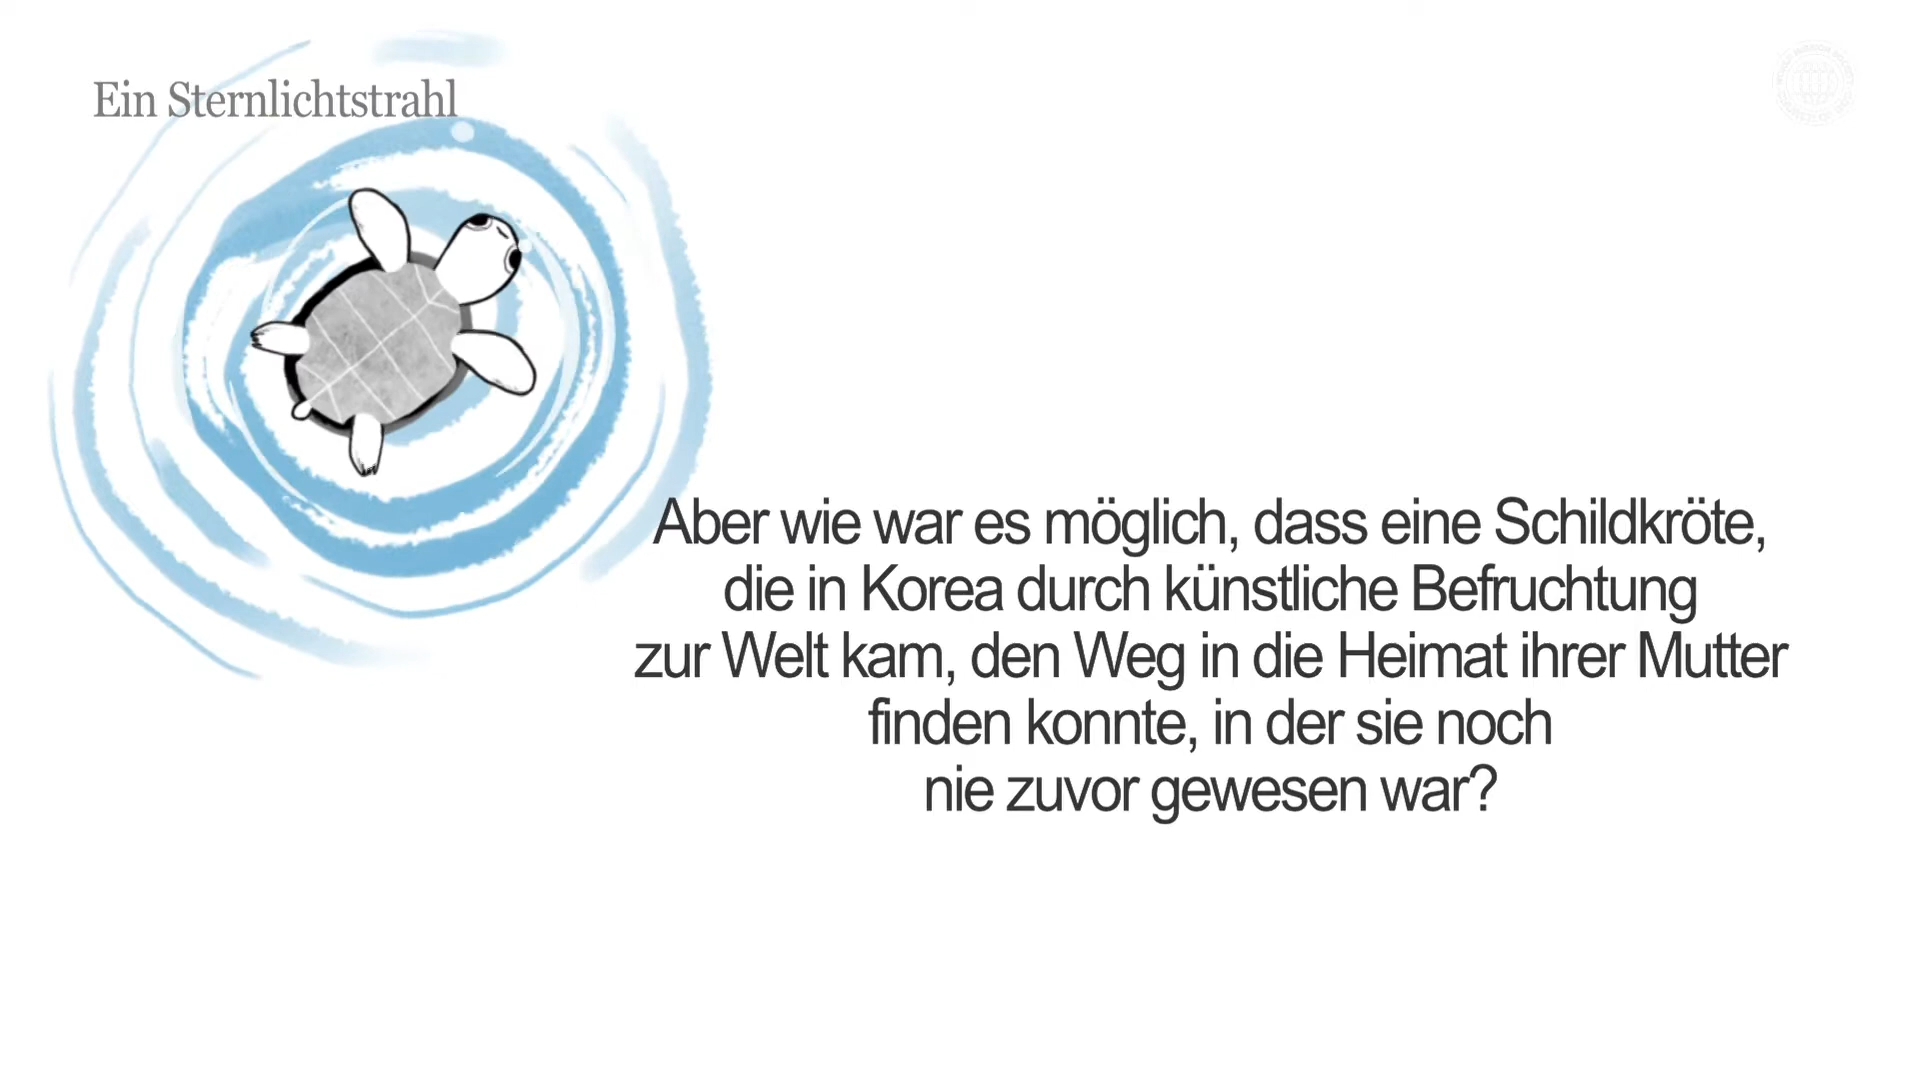 Ein Sternlichtstrahl
Aber wie war es möglich, dass eine Schildkröte,
die in Korea durch künstliche Befruchtung
zur Welt kam, den Weg in die Heimat ihrer Mutter
finden konnte, in der sie noch
nie zuvor gewesen war?